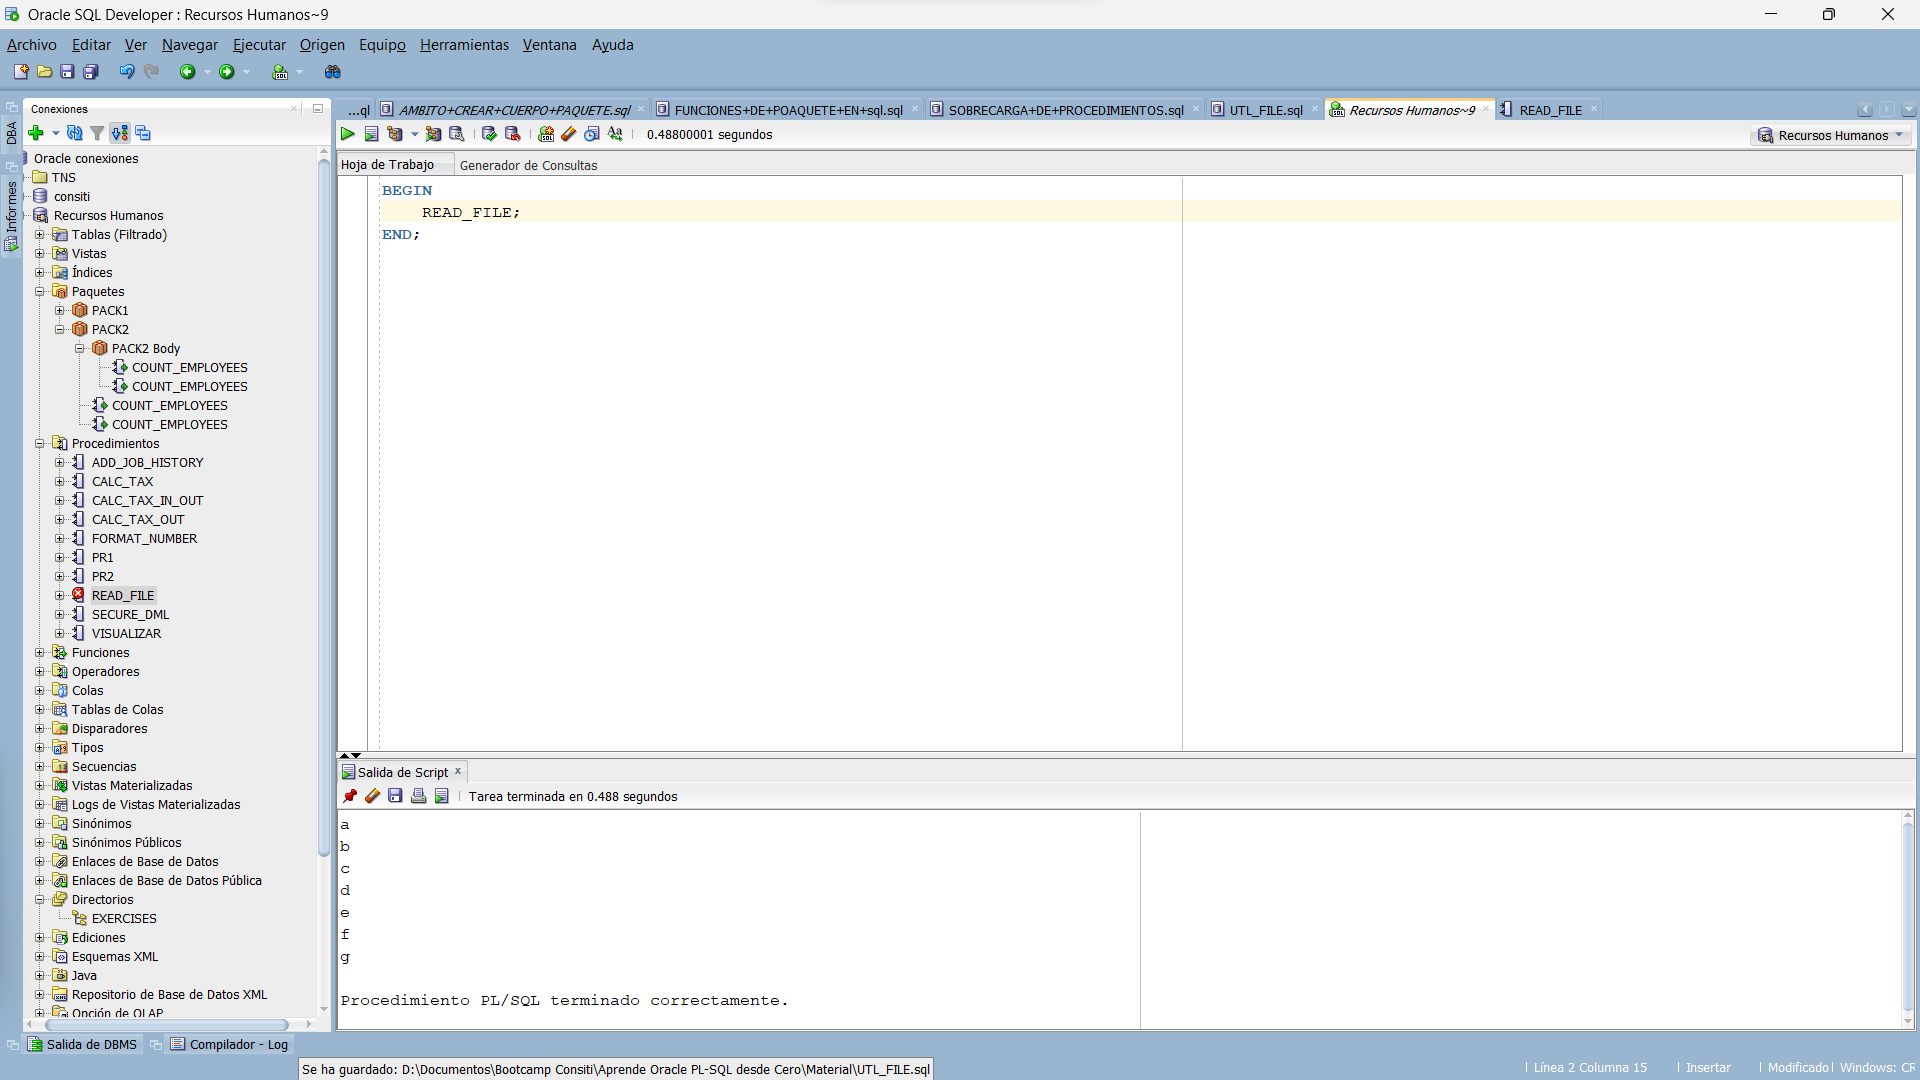 Oracle SQL Developer : Recursos Humanos~9
Archivo Editar Ver Navegar Ejecutar Origen Equipo Herramientas Ventana Ayuda
Conexiones
...ql
AMBITO+CREAR+CUERPO+PAQUETE.sql
FUNCIONES+DE+POAQUETE+EN+sql.sql
SOBRECARGA+DE+PROCEDIMIENTOS.sql
UTL_FILE.sql
Recursos Humanos~9
READ_FILE
0.48800001 segundos
Recursos Humanos
Hoja de Trabajo
Generador de Consultas
DBA
Informes
Oracle conexiones
TNS
consiti
Recursos Humanos
Tablas (Filtrado)
Vistas
Índices
Paquetes
PACK1
PACK2
PACK2 Body
COUNT_EMPLOYEES
COUNT_EMPLOYEES
COUNT_EMPLOYEES
COUNT_EMPLOYEES
Procedimientos
ADD_JOB_HISTORY
CALC_TAX
CALC_TAX_IN_OUT
CALC_TAX_OUT
FORMAT_NUMBER
PR1
PR2
READ_FILE
SECURE_DML
VISUALIZAR
Funciones
Operadores
Colas
Tablas de Colas
Disparadores
Tipos
Secuencias
Vistas Materializadas
Logs de Vistas Materializadas
Sinónimos
Sinónimos Públicos
Enlaces de Base de Datos
Enlaces de Base de Datos Pública
Directorios
EXERCISES
Ediciones
Esquemas XML
Java
Repositorio de Base de Datos XML
Opción de OLAP
BEGIN
READ_FILE;
END;
Salida de Script
Tarea terminada en 0.488 segundos
a
b
c
d
e
f
g
Procedimiento PL/SQL terminado correctamente.
Salida de DBMS
Compilador - Log
Se ha guardado: D:\Documentos\Bootcamp Consiti\Aprende Oracle PL-SQL desde Cero\Material\UTL_FILE.sql
Línea 2 Columna 15
Insertar
Modificado
Windows: CR